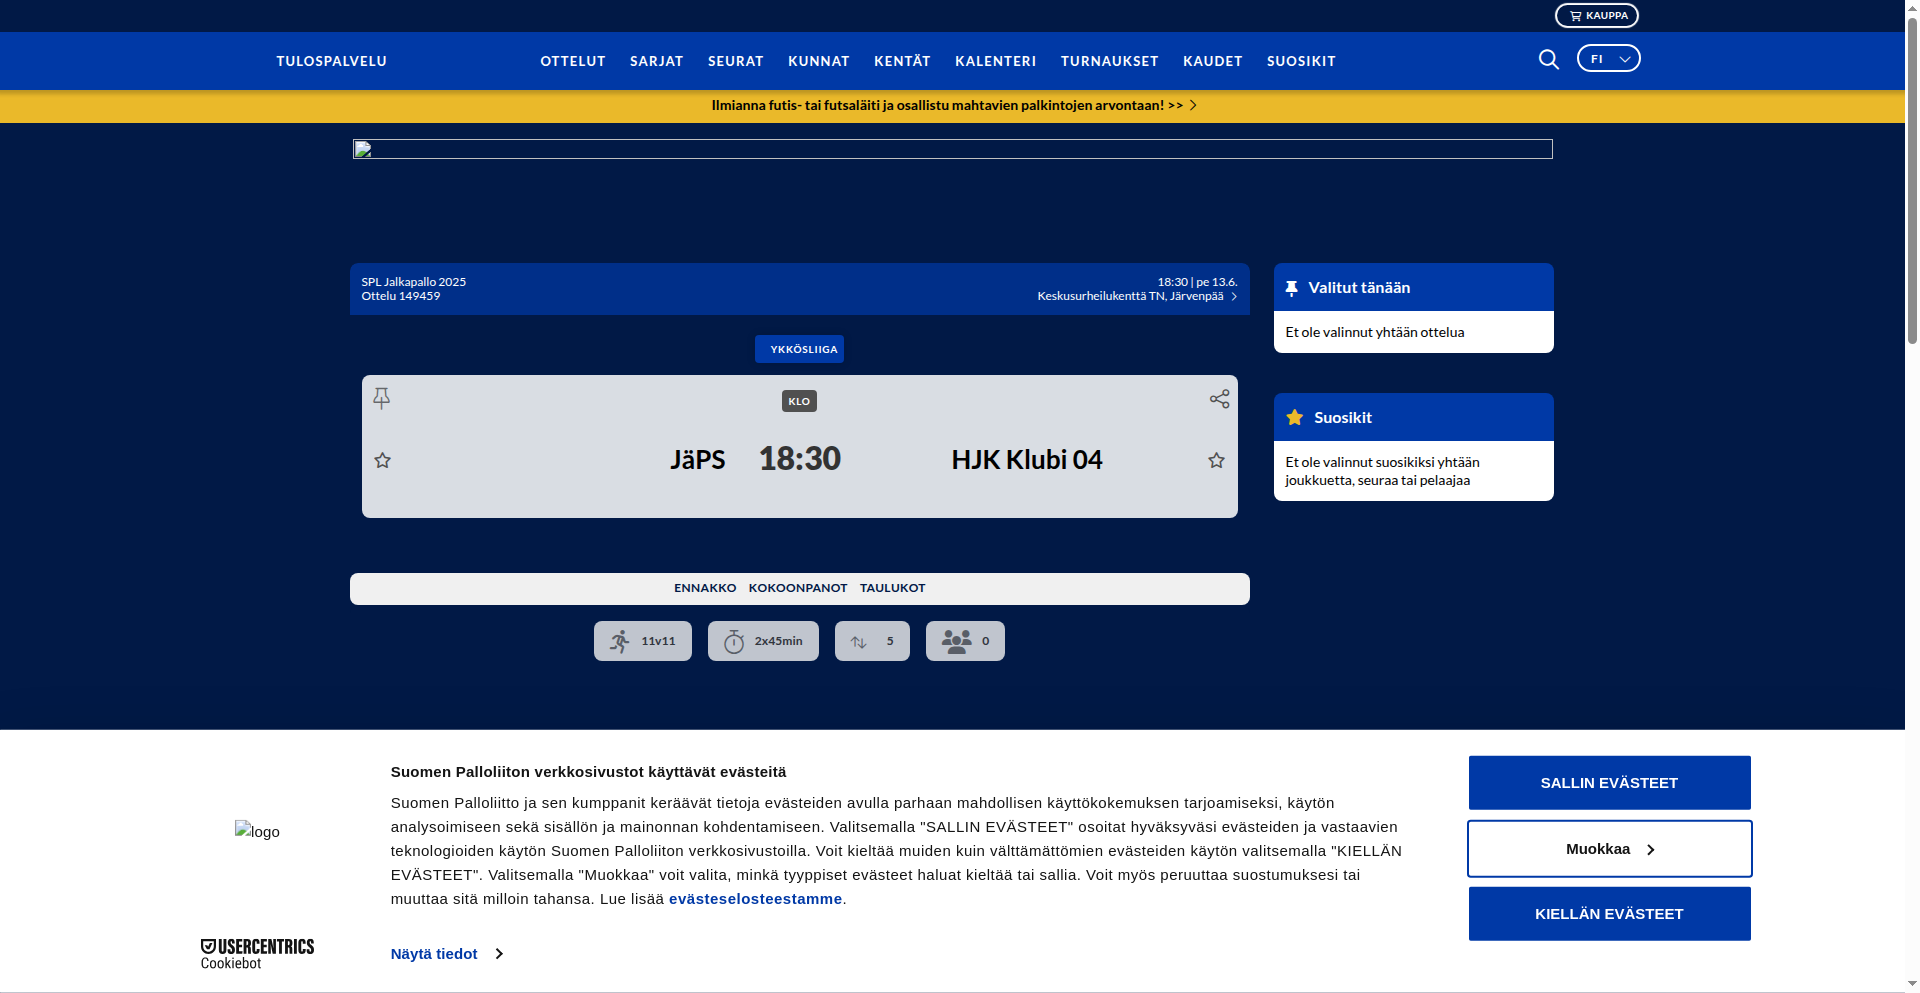 KAUPPA
TULOSPALVELU
OTTELUT SARJAT SEURAT KUNNAT KENTÄT KALENTERI TURNAUKSET KAUDET SUOSIKIT
FI
Ilmianna futis- tai futsaläiti ja osallistu mahtavien palkintojen arvontaan! >>
SPL Jalkapallo 2025
Ottelu 149459
18:30 | pe 13.6.
Keskusurheilukenttä TN, Järvenpää
YKKÖSLIIGA
KLO
JäPS 18:30 HJK Klubi 04
ENNAKKO KOKOONPANOT TAULUKOT
11v11 2x45min 5 0
Valitut tänään
Et ole valinnut yhtään ottelua
Suosikit
Et ole valinnut suosikiksi yhtään
joukkuetta, seuraa tai pelaajaa
logo
USERCENTRICS
Cookiebot
Suomen Palloliiton verkkosivustot käyttävät evästeitä
Suomen Palloliitto ja sen kumppanit keräävät tietoja evästeiden avulla parhaan mahdollisen käyttökokemuksen tarjoamiseksi, käytön
analysoimiseen sekä sisällön ja mainonnan kohdentamiseen. Valitsemalla "SALLIN EVÄSTEET" osoitat hyväksyväsi evästeiden ja vastaavien
teknologioiden käytön Suomen Palloliiton verkkosivustoilla. Voit kieltää muiden kuin välttämättömien evästeiden käytön valitsemalla "KIELLÄN
EVÄSTEET". Valitsemalla "Muokkaa" voit valita, minkä tyyppiset evästeet haluat kieltää tai sallia. Voit myös peruuttaa suostumuksesi tai
muuttaa sitä milloin tahansa. Lue lisää evästeselosteestamme.
Näytä tiedot
SALLIN EVÄSTEET
Muokkaa
KIELLÄN EVÄSTEET